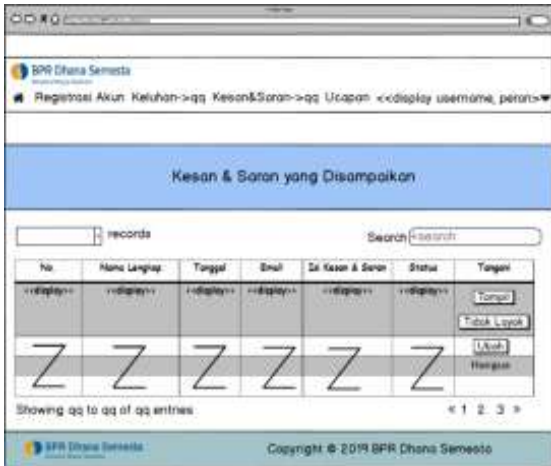 BPR Dhana Semesta
Registrasi Akun Keluhan->qq Kesan&Saran->qq Ucapan <<display username, peran>>
Kesan & Saran yang Disampaikan
records
Search <search
No. Nama Lengkap Tanggal Email Isi Kesan & Saran Status Tangani
<<display>> <<display>> <<display>> <<display>> <<display>> <<display>> Tampil
Tidak Layak
Ubah
Hapus
Showing qq to qq of qq entries
« 1 2 3 »
BPR Dhana Semesta
Copyright © 2019 BPR Dhana Semesta